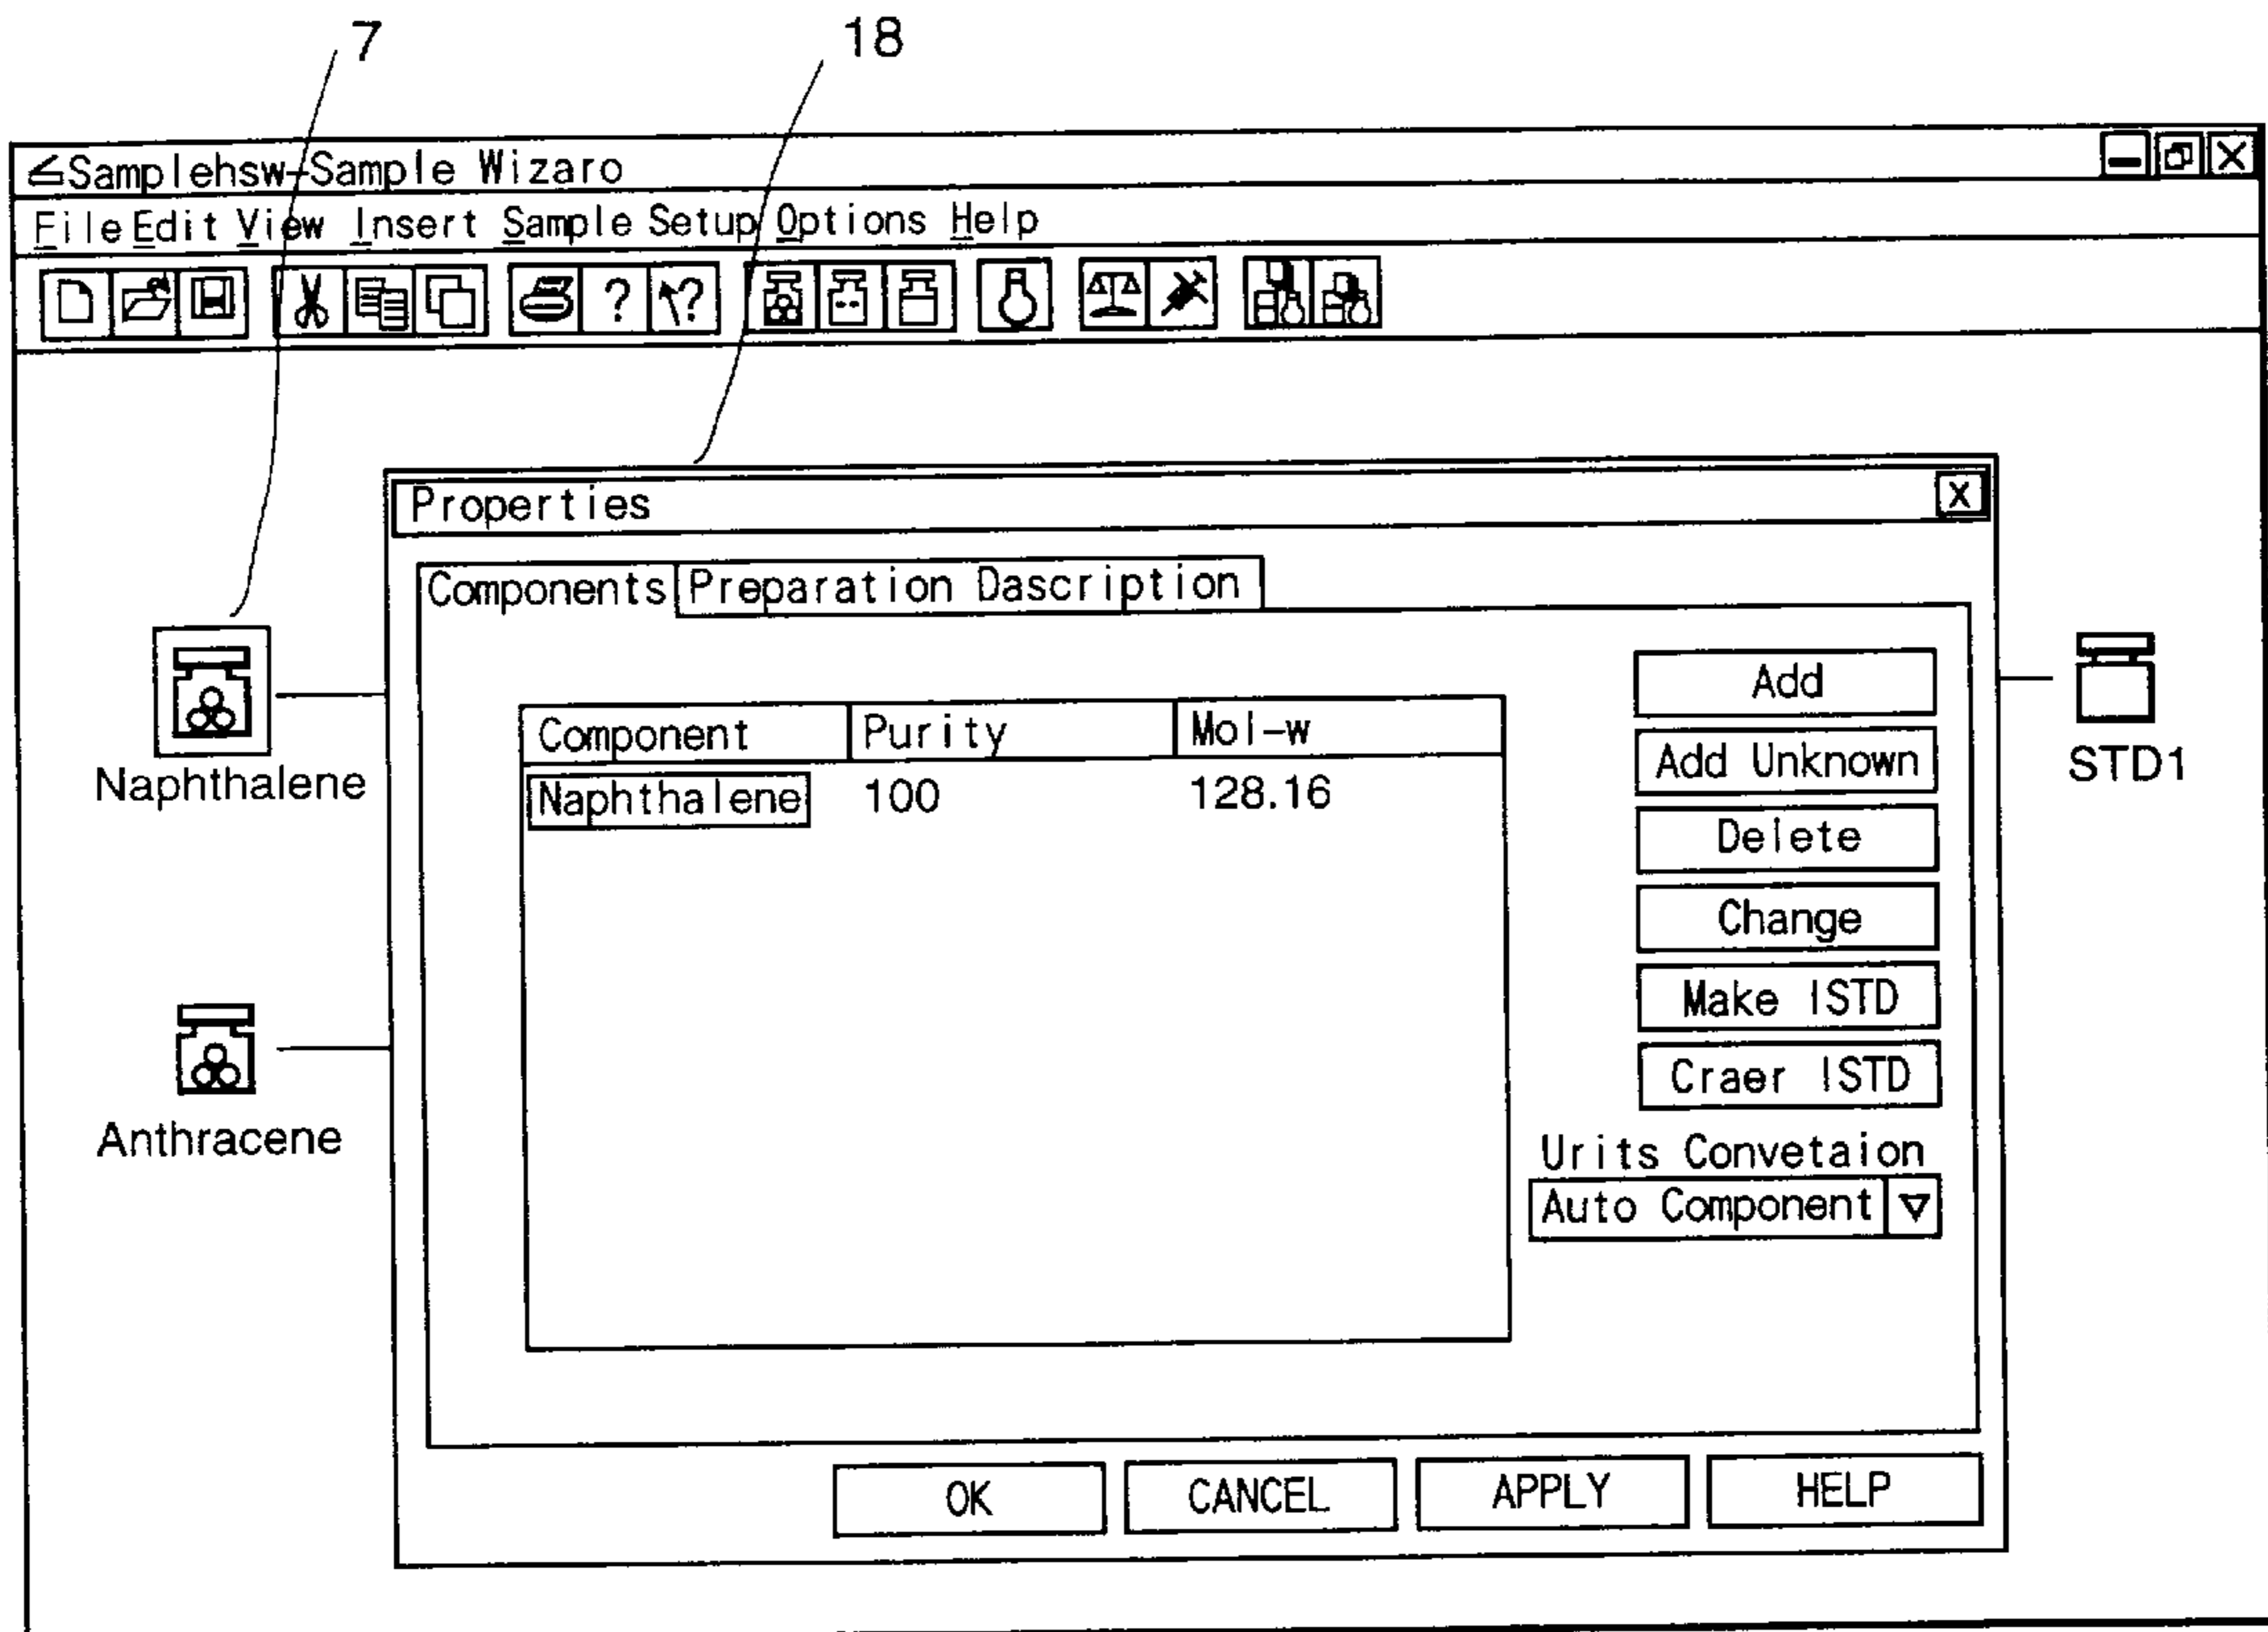 7 18
≤Samplehsw-Sample Wizaro
File Edit View Insert Sample Setup Options Help
Properties
Components Preparation Dascription
Component Purity Mol-w
Naphthalene 100 128.16
Add
Add Unknown
Delete
Change
Make ISTD
Craer ISTD
Urits Convetaion
Auto Component
Naphthalene
Anthracene
STD1
OK CANCEL APPLY HELP